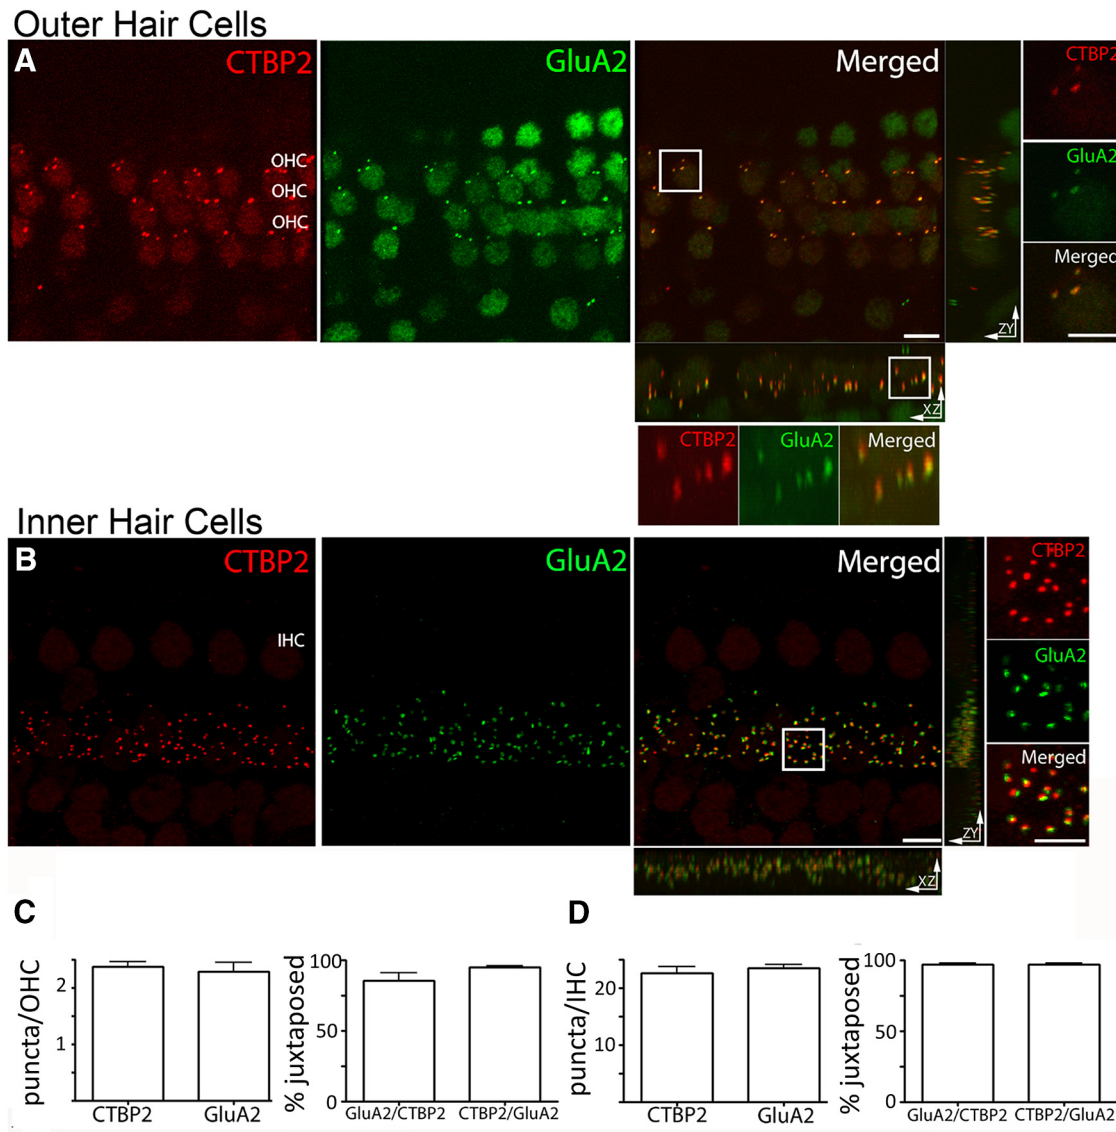 Outer Hair Cells
A CTBP2 GluA2 Merged CTBP2
OHC
OHC
OHC
GluA2
Merged
ZY
XZ
CTBP2 GluA2 Merged
Inner Hair Cells
B CTBP2 GluA2 Merged CTBP2
IHC
GluA2
Merged
ZY
XZ
C
puncta/OHC
2
1
CTBP2 GluA2
% juxtaposed
100
50
0
GluA2/CTBP2 CTBP2/GluA2
D
puncta/IHC
20
10
CTBP2 GluA2
% juxtaposed
100
50
0
GluA2/CTBP2 CTBP2/GluA2